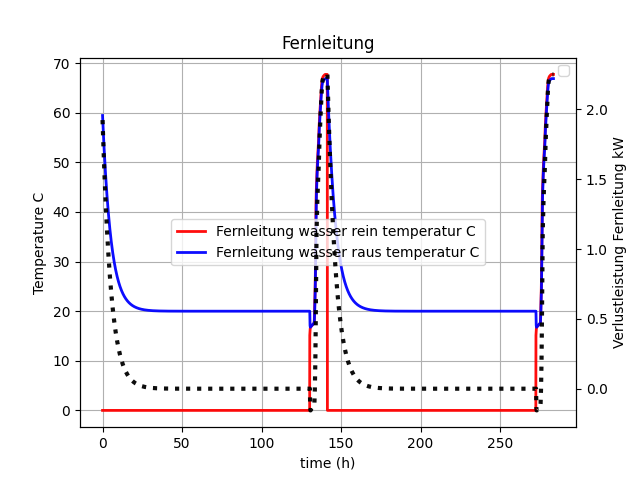 Fernleitung
70
60
50
40
30
20
10
0
Temperature C
2.0
1.5
1.0
0.5
0.0
Verlustleistung Fernleitung kW
Fernleitung wasser rein temperatur C
Fernleitung wasser raus temperatur C
0 50 100 150 200 250
time (h)